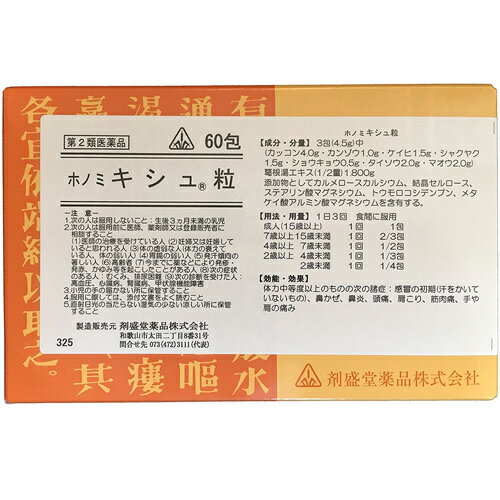 第2類医薬品
60包
ホノミ キシュ® 粒
－注 意－
1.次の人は服用しないこと:生後3ヵ月未満の乳児
2.次の人は服用前に医師、薬剤師又は登録販売者に
相談すること
(1)医師の治療を受けている人(2)妊婦又は妊娠して
いると思われる人(3)体の虚弱な人(体力の衰えて
いる人、体の弱い人)(4)胃腸の弱い人(5)発汗傾向の
著しい人(6)高齢者(7)今までに薬などにより発疹・
発赤、かゆみ等を起こしたことがある人(8)次の症状の
ある人:むくみ、排尿困難(9)次の診断を受けた人:
高血圧、心臓病、腎臓病、甲状腺機能障害
3.小児の手の届かない所に保管すること
4.服用に際しては、添付文書をよく読むこと
5.直射日光の当たらない湿気の少ない涼しい所に保管
すること
製造販売元 剤盛堂薬品株式会社
和歌山市太田二丁目8番31号
問合せ先 073(472)3111(代表)
325
ホノミキシュ粒
【成分・分量】 3包(4.5g)中
(カッコン4.0g・カンゾウ1.0g・ケイヒ1.5g・シャクヤク
1.5g・ショウキョウ0.5g・タイソウ2.0g・マオウ2.0g)
葛根湯エキス(1/2量)1,800g
添加物としてカルメロースカルシウム、結晶セルロース、
ステアリン酸マグネシウム、トウモロコシデンプン、メタ
ケイ酸アルミン酸マグネシウムを含有する。
【用法・用量】 1日3回 食間に服用
成人(15歳以上) 1回 1包
7歳以上15歳未満 1回 2/3包
4歳以上 7歳未満 1回 1/2包
2歳以上 4歳未満 1回 1/3包
2歳未満 1回 1/4包
【効能・効果】
体力中等度以上のものの次の諸症:感冒の初期(汗をかいて
いないもの)、鼻かぜ、鼻炎、頭痛、肩こり、筋肉痛、手や
肩の痛み
剤盛堂薬品株式会社